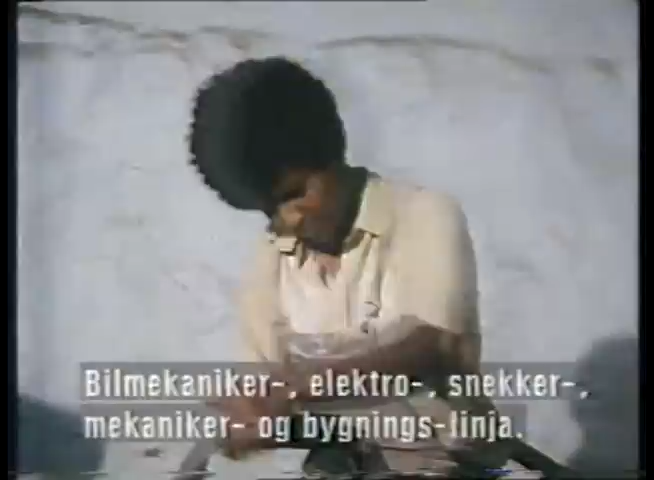 Bilmekaniker-, elektro-, snekker-,
mekaniker- og bygnings-linja.